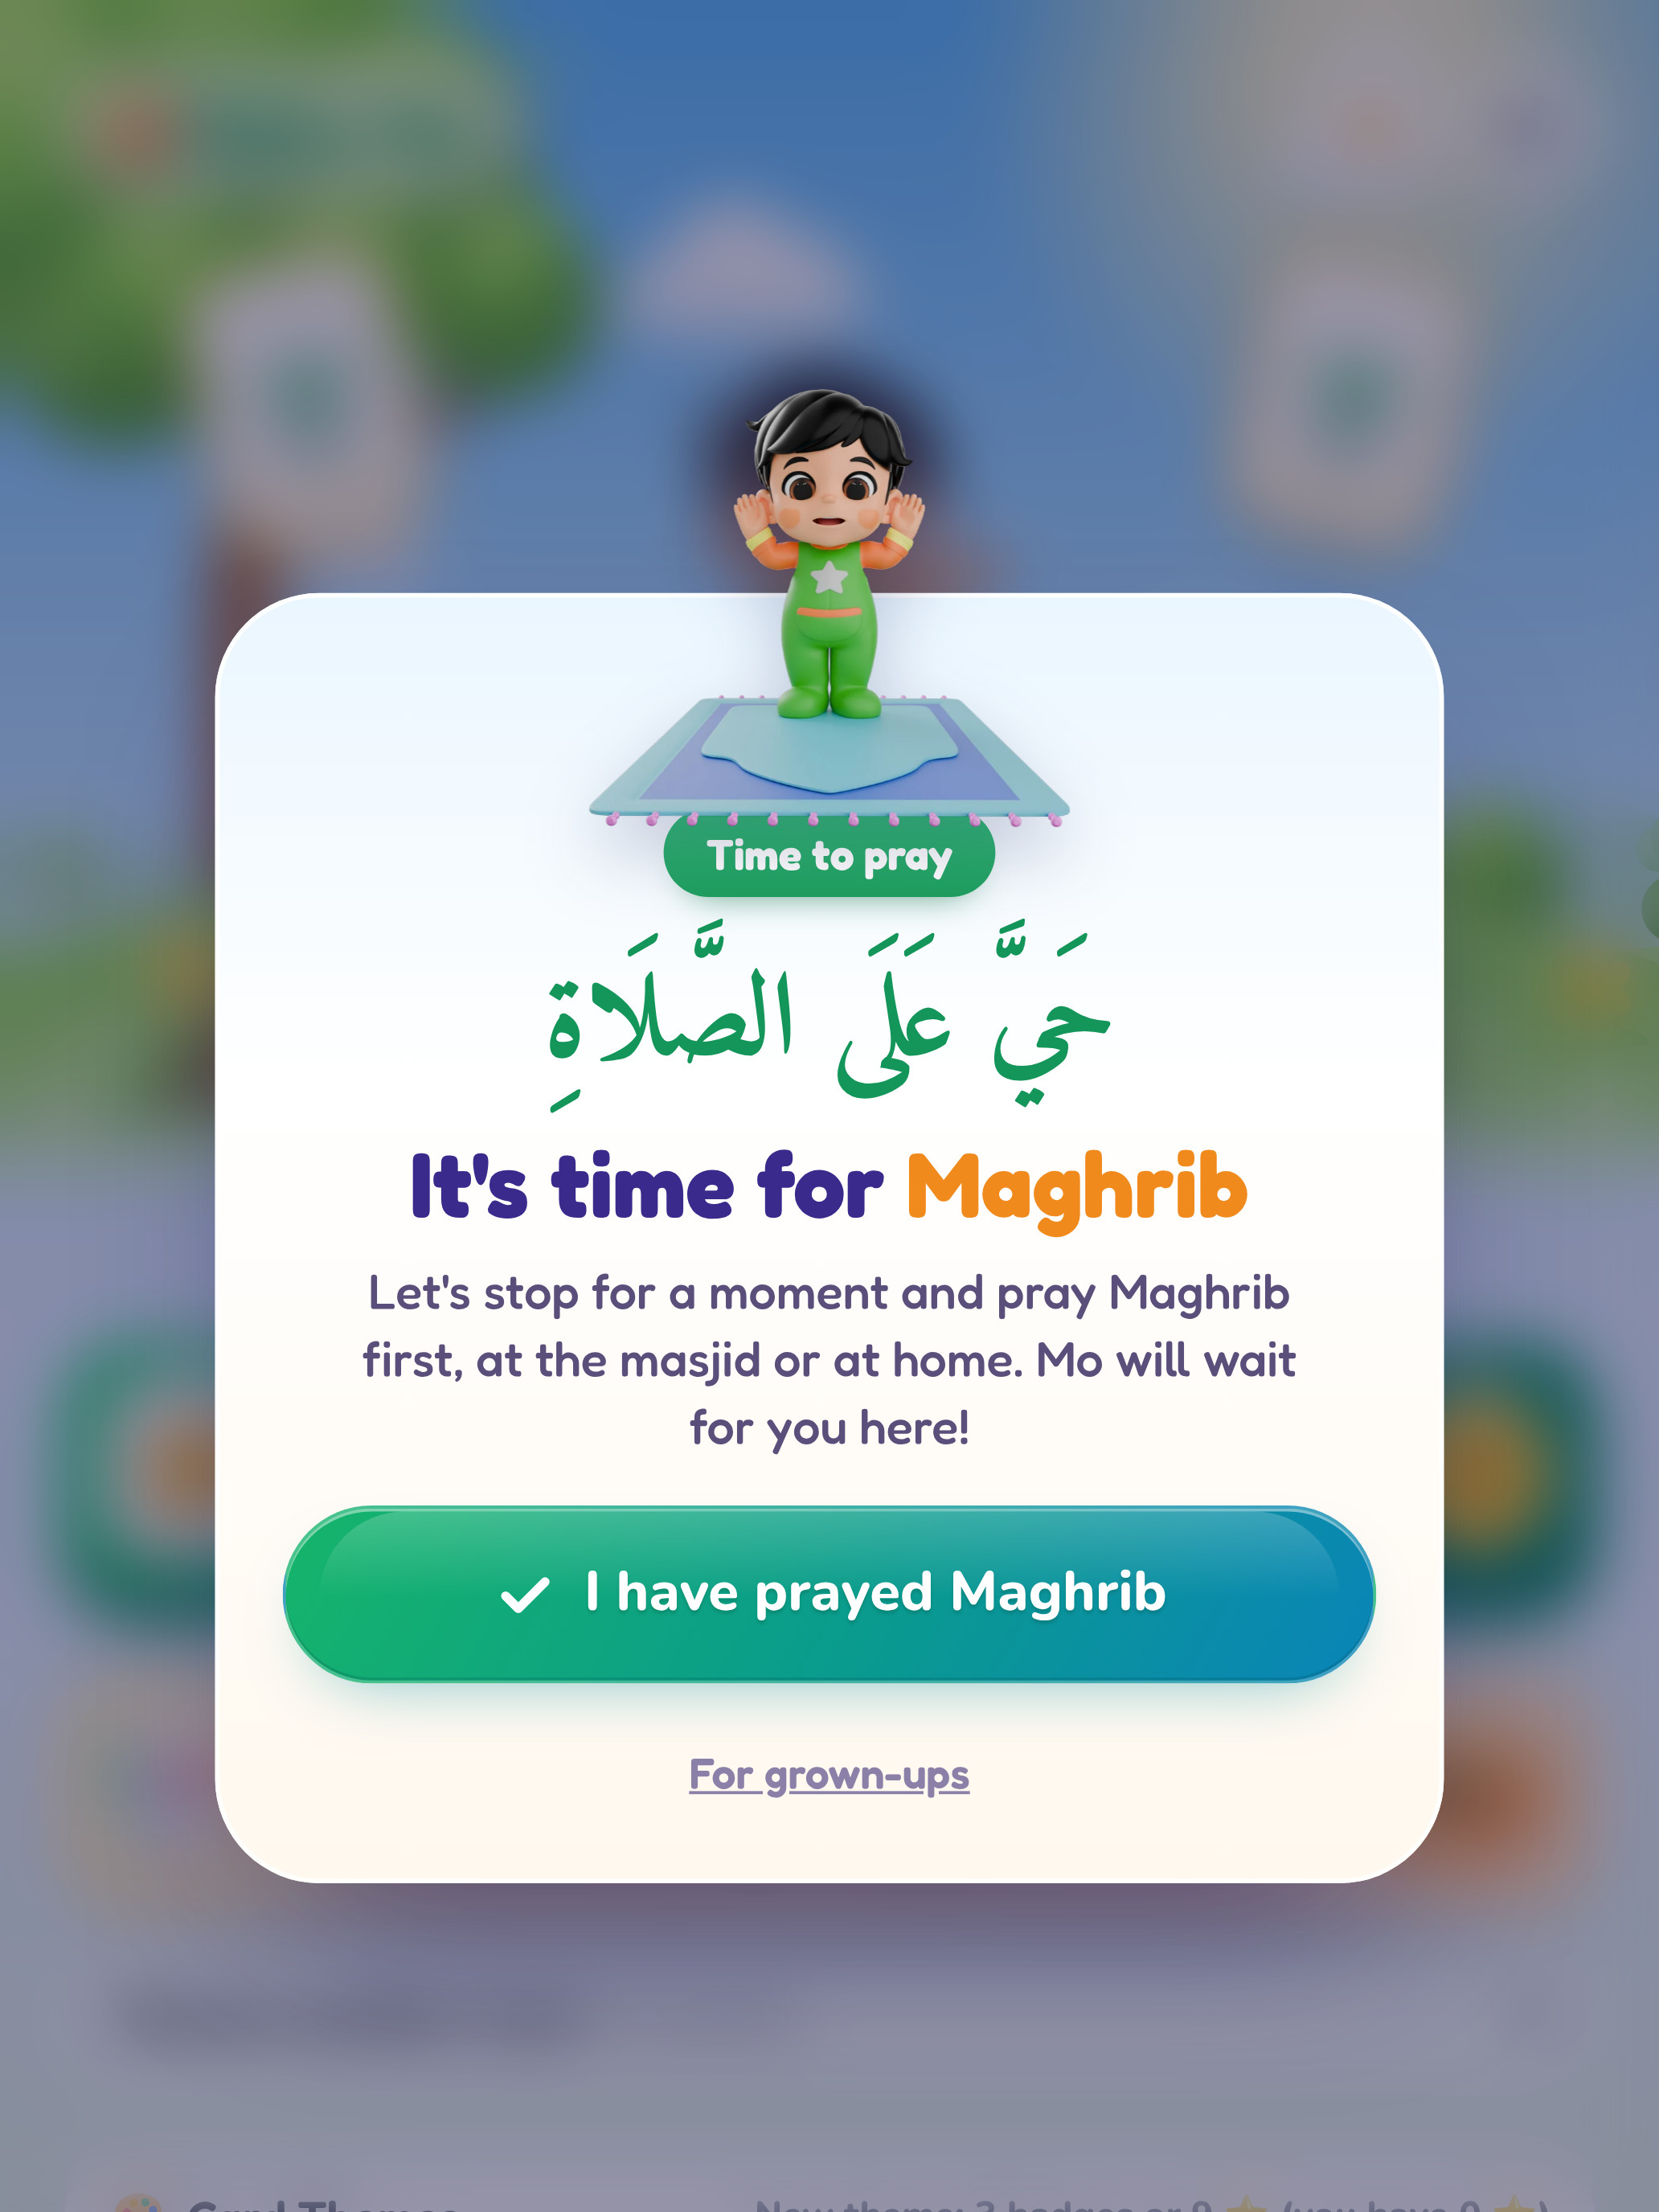 Time to pray
حَيَّ عَلَى الصَّلَاةِ
It's time for Maghrib
Let's stop for a moment and pray Maghrib
first, at the masjid or at home. Mo will wait
for you here!
I have prayed Maghrib
For grown-ups